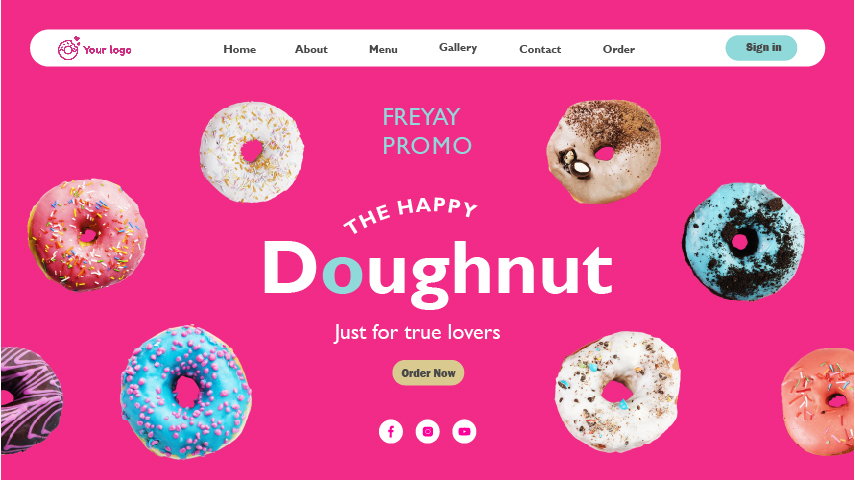 Your logo
Home About Menu Gallery Contact Order Sign in
FREYAY
PROMO
THE HAPPY
Doughnut
Just for true lovers
Order Now